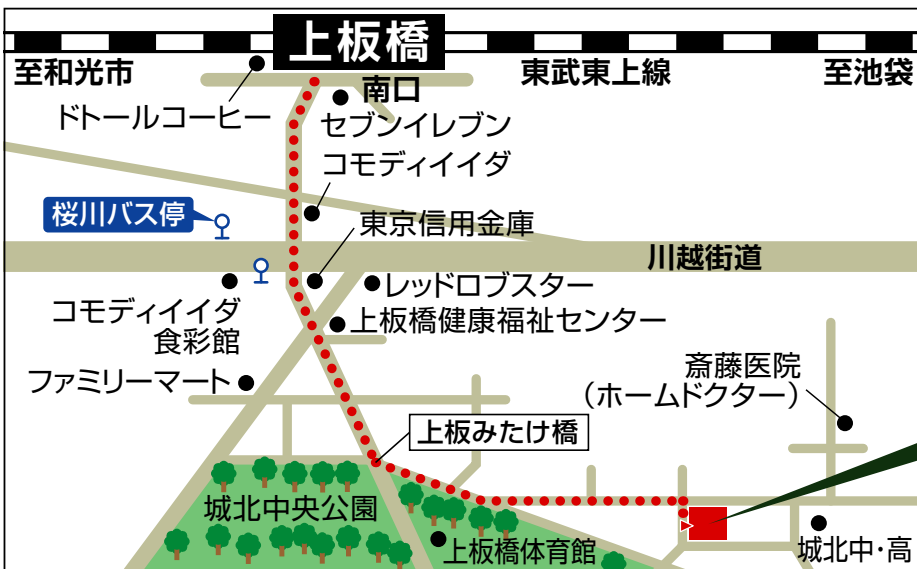 上板橋
至和光市
東武東上線
至池袋
南口
ドトールコーヒー
セブンイレブン
コモディイイダ
桜川バス停
東京信用金庫
川越街道
レッドロブスター
コモディイイダ
食彩館
上板橋健康福祉センター
斎藤医院
(ホームドクター)
ファミリーマート
上板みたけ橋
城北中央公園
上板橋体育館
城北中・高